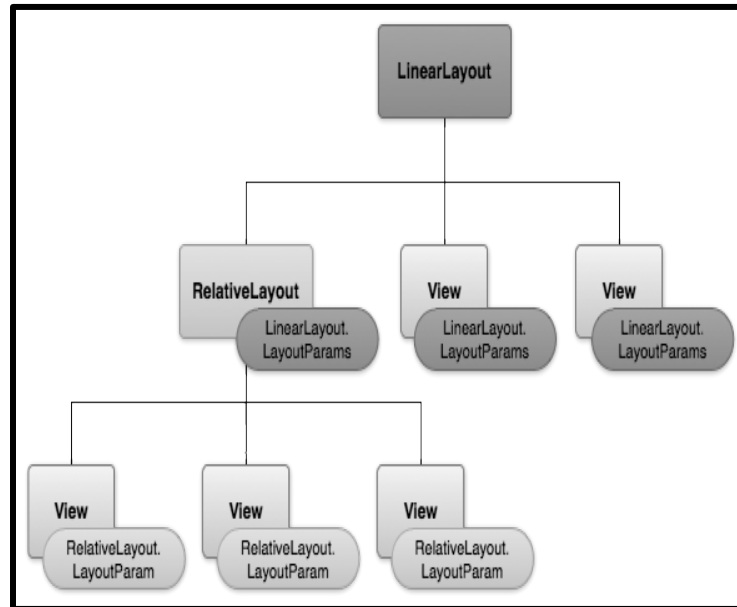 LinearLayout
RelativeLayout
LinearLayout.
LayoutParams
View
LinearLayout.
LayoutParams
View
LinearLayout.
LayoutParams
View
RelativeLayout.
LayoutParam
View
RelativeLayout.
LayoutParam
View
RelativeLayout.
LayoutParam